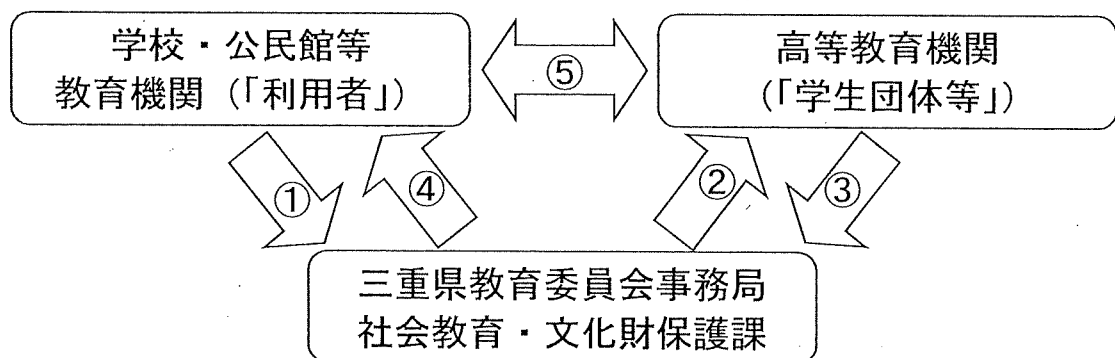 学校・公民館等
教育機関(「利用者」)
⑤
高等教育機関
(「学生団体等」)
①
④
②
③
三重県教育委員会事務局
社会教育・文化財保護課